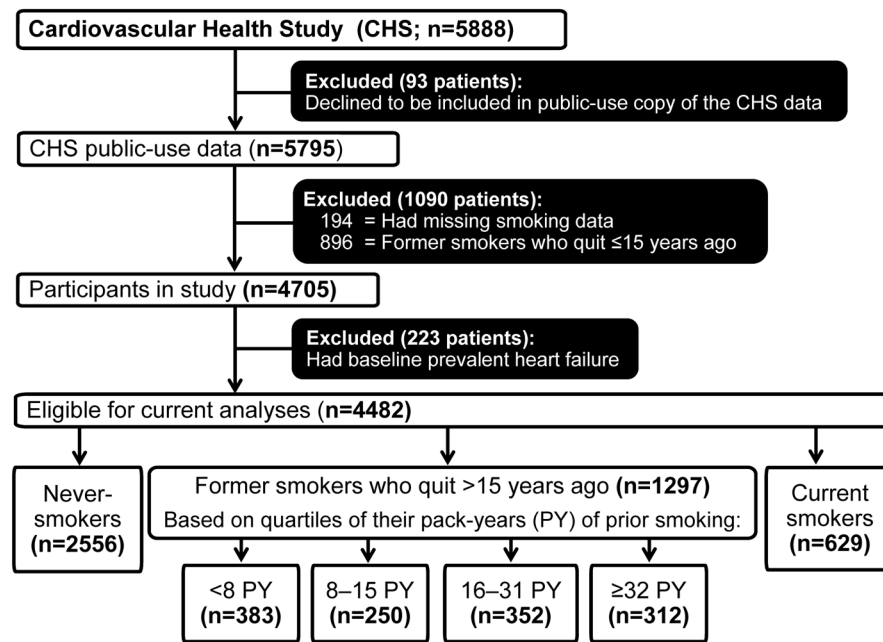 Cardiovascular Health Study (CHS; n=5888)
Excluded (93 patients):
Declined to be included in public-use copy of the CHS data
CHS public-use data (n=5795)
Excluded (1090 patients):
194 = Had missing smoking data
896 = Former smokers who quit ≤15 years ago
Participants in study (n=4705)
Excluded (223 patients):
Had baseline prevalent heart failure
Eligible for current analyses (n=4482)
Never-
smokers
(n=2556)
Former smokers who quit >15 years ago (n=1297)
Based on quartiles of their pack-years (PY) of prior smoking:
Current
smokers
(n=629)
<8 PY
(n=383)
8–15 PY
(n=250)
16–31 PY
(n=352)
≥32 PY
(n=312)